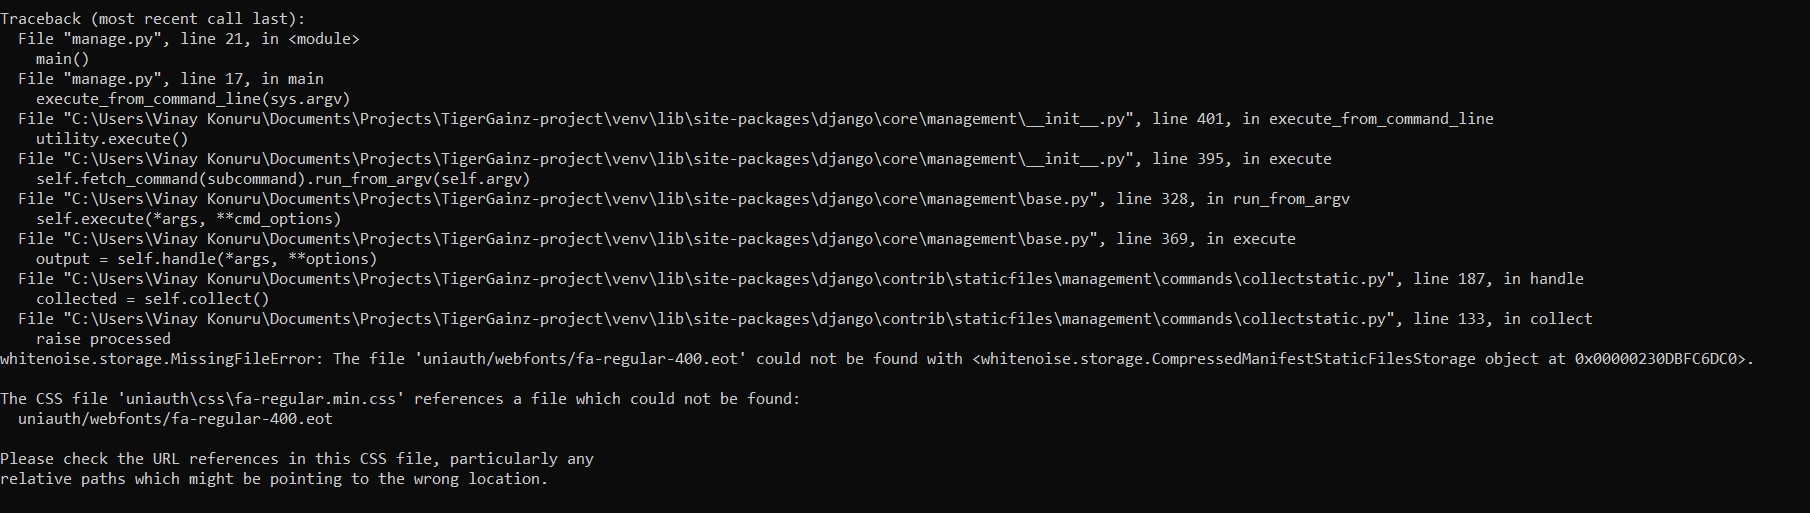 Traceback (most recent call last):
  File "manage.py", line 21, in <module>
    main()
  File "manage.py", line 17, in main
    execute_from_command_line(sys.argv)
  File "C:\Users\Vinay Konuru\Documents\Projects\TigerGainz-project\venv\lib\site-packages\django\core\management\__init__.py", line 401, in execute_from_command_line
    utility.execute()
  File "C:\Users\Vinay Konuru\Documents\Projects\TigerGainz-project\venv\lib\site-packages\django\core\management\__init__.py", line 395, in execute
    self.fetch_command(subcommand).run_from_argv(self.argv)
  File "C:\Users\Vinay Konuru\Documents\Projects\TigerGainz-project\venv\lib\site-packages\django\core\management\base.py", line 328, in run_from_argv
    self.execute(*args, **cmd_options)
  File "C:\Users\Vinay Konuru\Documents\Projects\TigerGainz-project\venv\lib\site-packages\django\core\management\base.py", line 369, in execute
    output = self.handle(*args, **options)
  File "C:\Users\Vinay Konuru\Documents\Projects\TigerGainz-project\venv\lib\site-packages\django\contrib\staticfiles\management\commands\collectstatic.py", line 187, in handle
    collected = self.collect()
  File "C:\Users\Vinay Konuru\Documents\Projects\TigerGainz-project\venv\lib\site-packages\django\contrib\staticfiles\management\commands\collectstatic.py", line 133, in collect
    raise processed
whitenoise.storage.MissingFileError: The file 'uniauth/webfonts/fa-regular-400.eot' could not be found with <whitenoise.storage.CompressedManifestStaticFilesStorage object at 0x00000230DBFC6DC0>.

The CSS file 'uniauth\css\fa-regular.min.css' references a file which could not be found:
  uniauth/webfonts/fa-regular-400.eot

Please check the URL references in this CSS file, particularly any
relative paths which might be pointing to the wrong location.